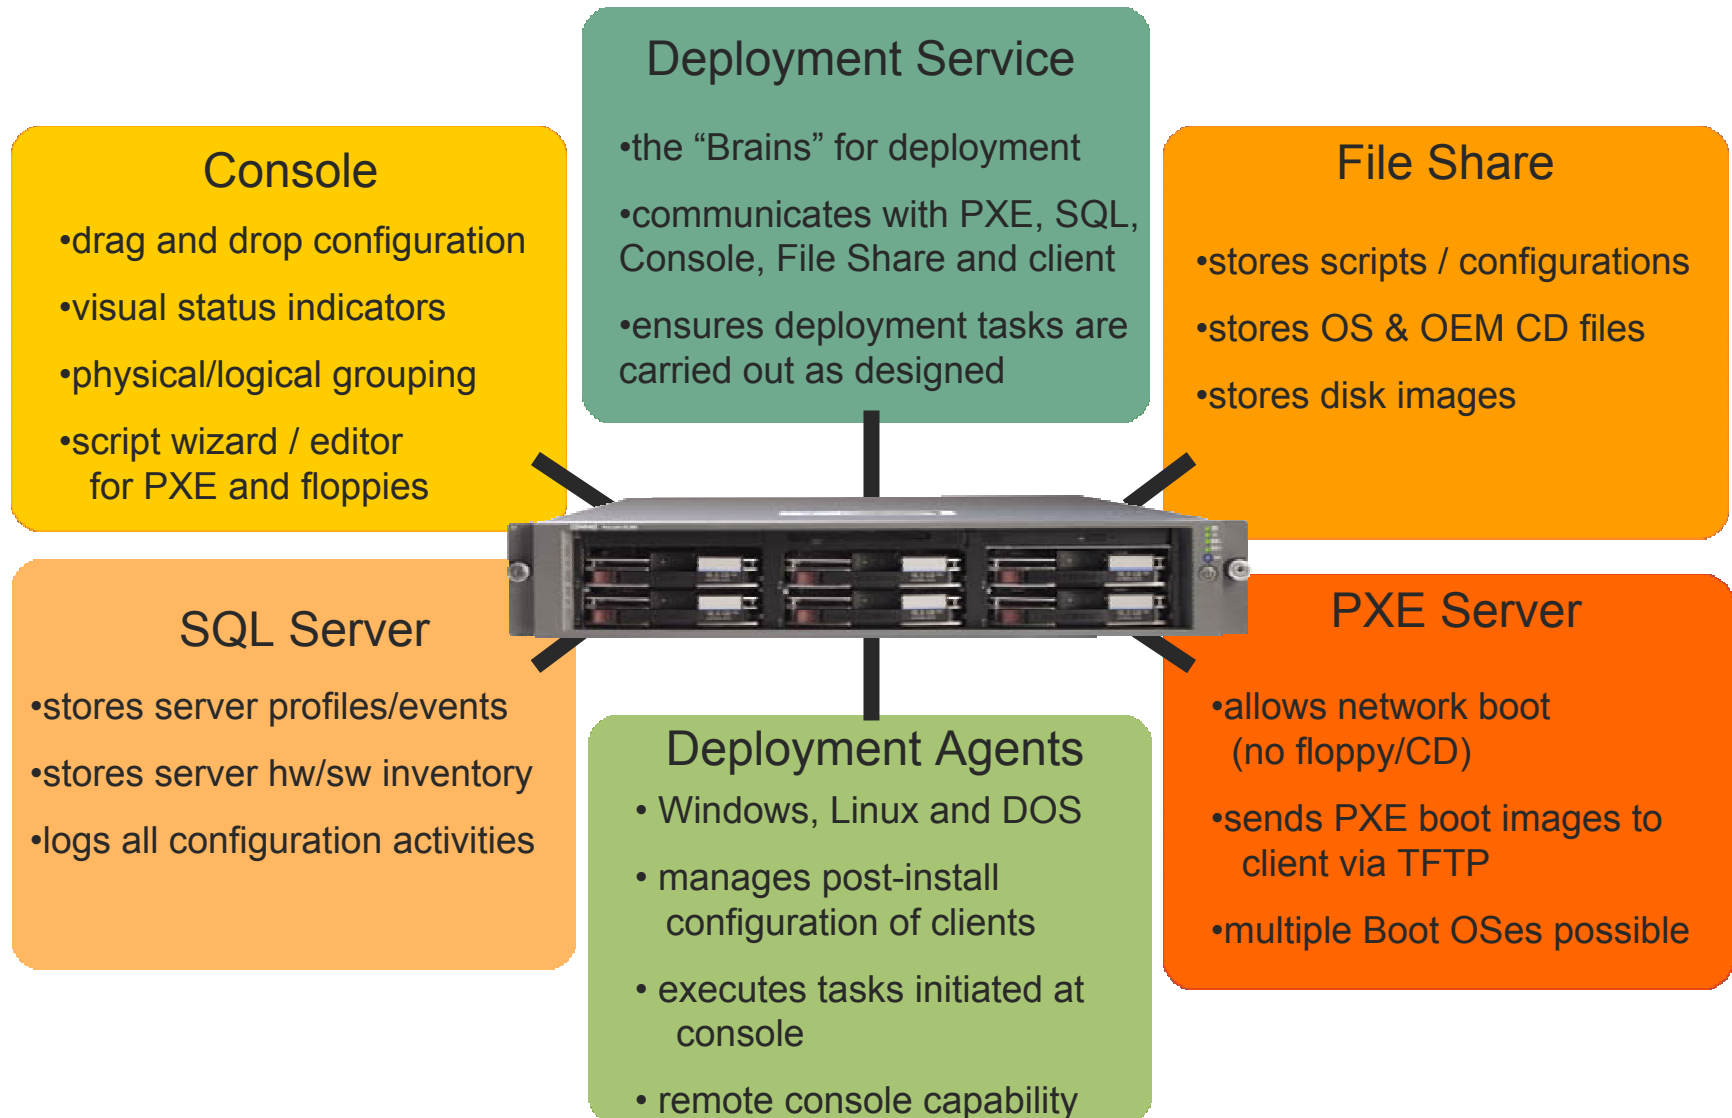 Deployment Service
•the “Brains” for deployment
•communicates with PXE, SQL,
Console, File Share and client
•ensures deployment tasks are
carried out as designed
Console
•drag and drop configuration
•visual status indicators
•physical/logical grouping
•script wizard / editor
for PXE and floppies
File Share
•stores scripts / configurations
•stores OS & OEM CD files
•stores disk images
SQL Server
•stores server profiles/events
•stores server hw/sw inventory
•logs all configuration activities
Deployment Agents
• Windows, Linux and DOS
• manages post-install
configuration of clients
• executes tasks initiated at
console
• remote console capability
PXE Server
•allows network boot
(no floppy/CD)
•sends PXE boot images to
client via TFTP
•multiple Boot OSes possible